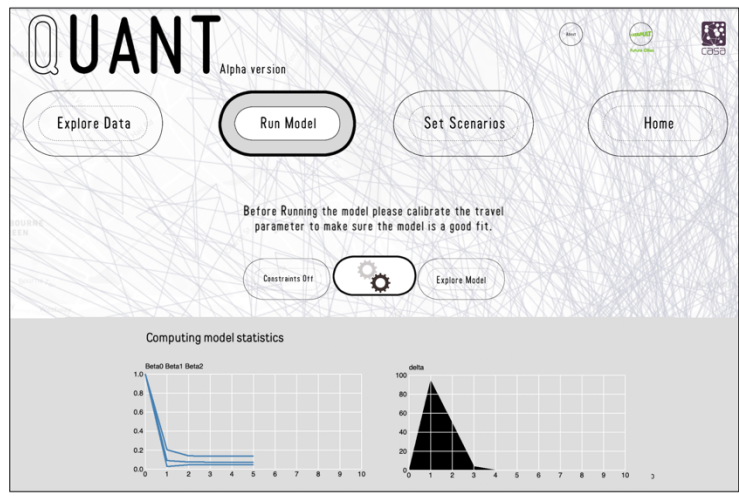 QUANT
Alpha version
About
Future Cities
casa
Explore Data
Run Model
Set Scenarios
Home
Before Running the model please calibrate the travel
parameter to make sure the model is a good fit.
Constraints Off
Explore Model
Computing model statistics
Beta0 Beta1 Beta2
1.0
0.8
0.6
0.4
0.2
0.0
0 1 2 3 4 5 6 7 8 9 10
delta
100
80
60
40
20
0
0 1 2 3 4 5 6 7 8 9 10